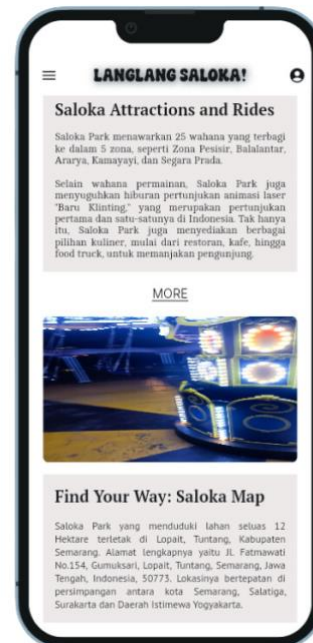 LANGLANG SALOKA!
Saloka Attractions and Rides
Saloka Park menawarkan 25 wahana yang terbagi
ke dalam 5 zona, seperti Zona Pesisir, Balalantar,
Ararya, Kamayayi, dan Segara Prada.
Selain wahana permainan, Saloka Park juga
menyuguhkan hiburan pertunjukan animasi laser
"Baru Klinting," yang merupakan pertunjukan
pertama dan satu-satunya di Indonesia. Tak hanya
itu, Saloka Park juga menyediakan berbagai
pilihan kuliner, mulai dari restoran, kafe, hingga
food truck, untuk memanjakan pengunjung.
MORE
Find Your Way: Saloka Map
Saloka Park yang menduduki lahan seluas 12
Hektare terletak di Lopait, Tuntang, Kabupaten
Semarang. Alamat lengkapnya yaitu Jl. Fatmawati
No.154, Gumuksari, Lopait, Tuntang, Semarang, Jawa
Tengah, Indonesia, 50773. Lokasinya bertepatan di
persimpangan antara kota Semarang, Salatiga,
Surakarta dan Daerah Istimewa Yogyakarta.